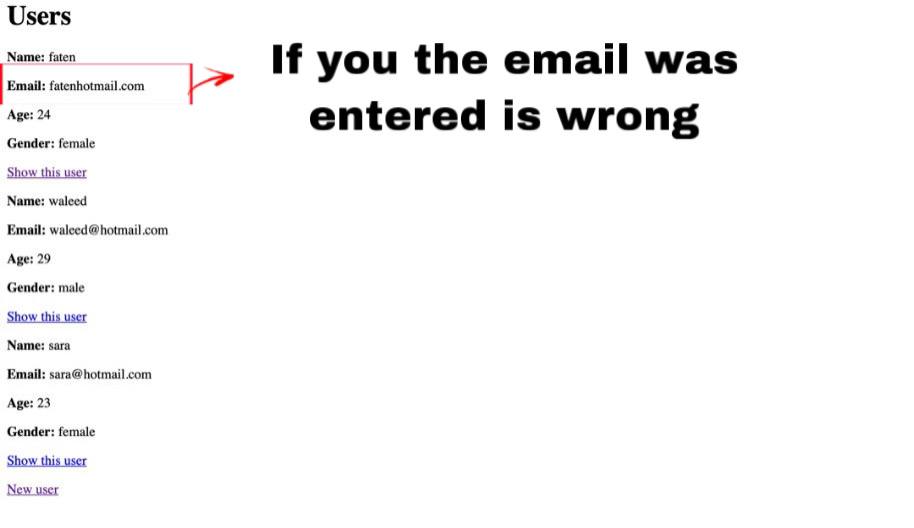 Users
Name: faten
Email: fatenhotmail.com
If you the email was
entered is wrong
Age: 24
Gender: female
Show this user
Name: waleed
Email: waleed@hotmail.com
Age: 29
Gender: male
Show this user
Name: sara
Email: sara@hotmail.com
Age: 23
Gender: female
Show this user
New user